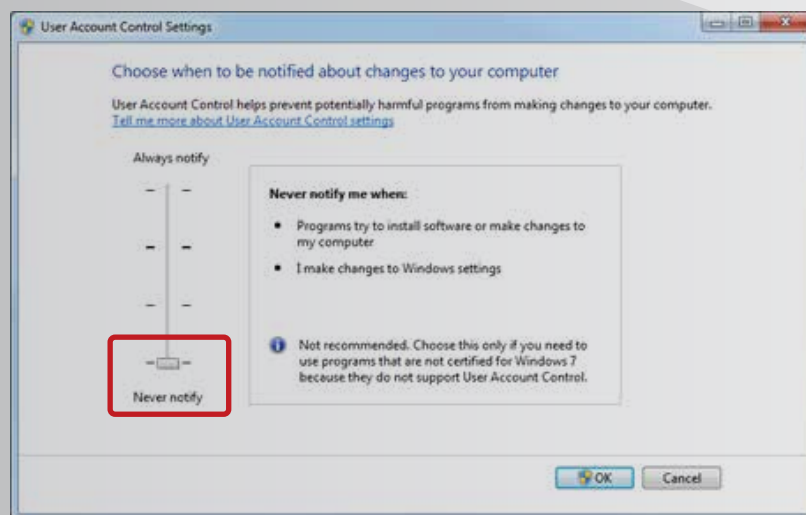 User Account Control Settings
Choose when to be notified about changes to your computer
User Account Control helps prevent potentially harmful programs from making changes to your computer.
Tell me more about User Account Control settings
Always notify
Never notify me when:
Programs try to install software or make changes to
my computer
I make changes to Windows settings
Not recommended. Choose this only if you need to
use programs that are not certified for Windows 7
because they do not support User Account Control.
Never notify
OK
Cancel